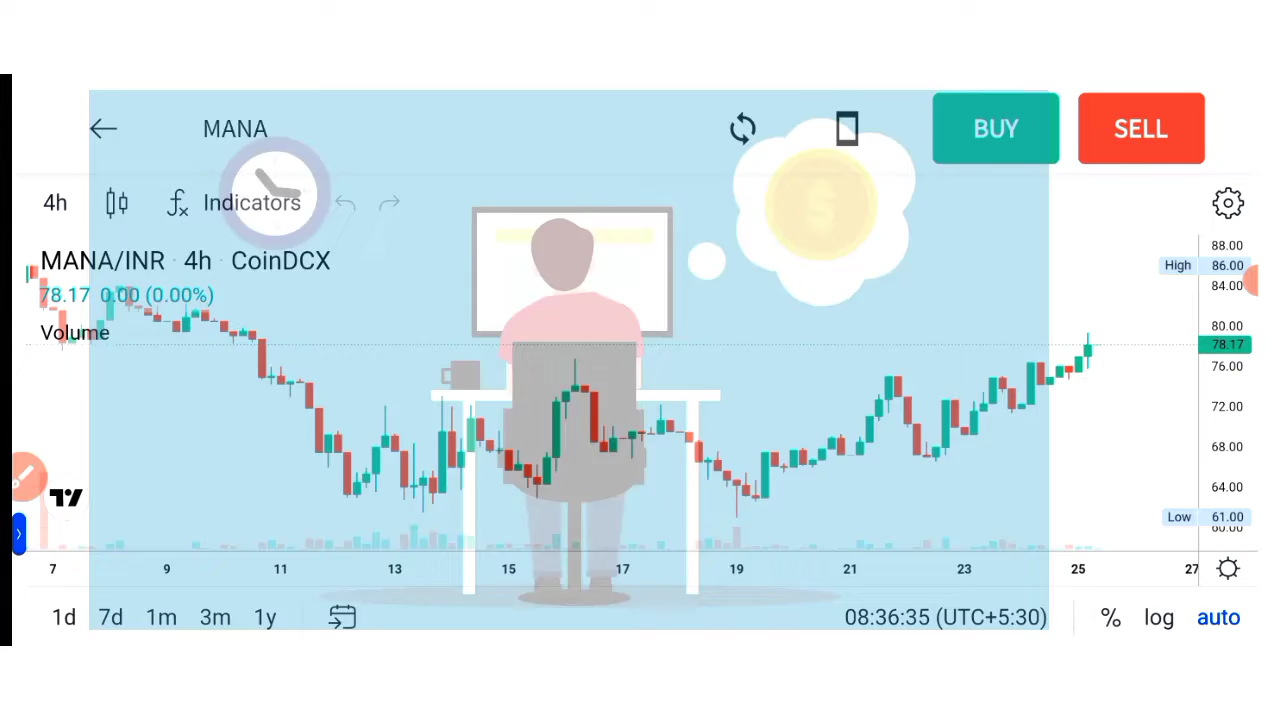 MANA
BUY
SELL
4h
Indicators
MANA/INR · 4h · CoinDCX
78.17 0.00 (0.00%)
Volume
88.00
High 86.00
84.00
80.00
78.17
76.00
72.00
68.00
64.00
Low 61.00
60.00
7 9 11 13 15 17 19 21 23 25 27
1d 7d 1m 3m 1y
08:36:35 (UTC+5:30)
% log auto
$